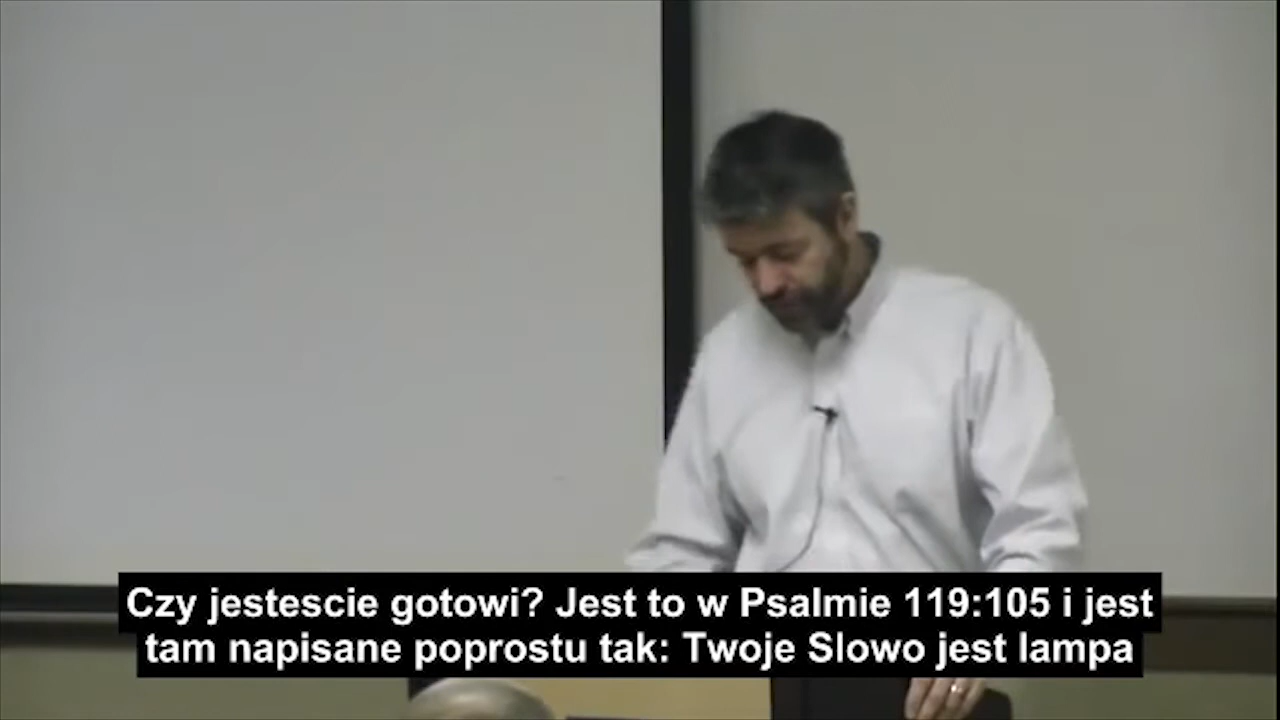 Czy jestescie gotowi? Jest to w Psalmie 119:105 i jest
tam napisane poprostu tak: Twoje Slowo jest lampa